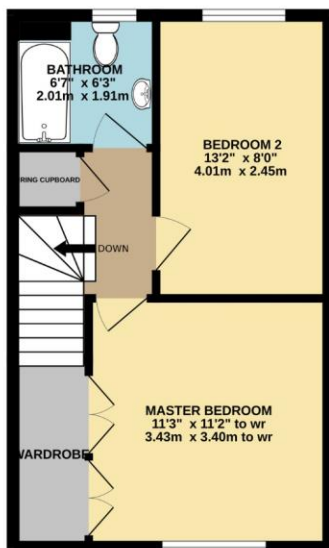 BATHROOM
6'7" x 6'3"
2.01m x 1.91m
BEDROOM 2
13'2" x 8'0"
4.01m x 2.45m
RING CUPBOARD
DOWN
MASTER BEDROOM
11'3" x 11'2" to wr
3.43m x 3.40m to wr
WARDROBE